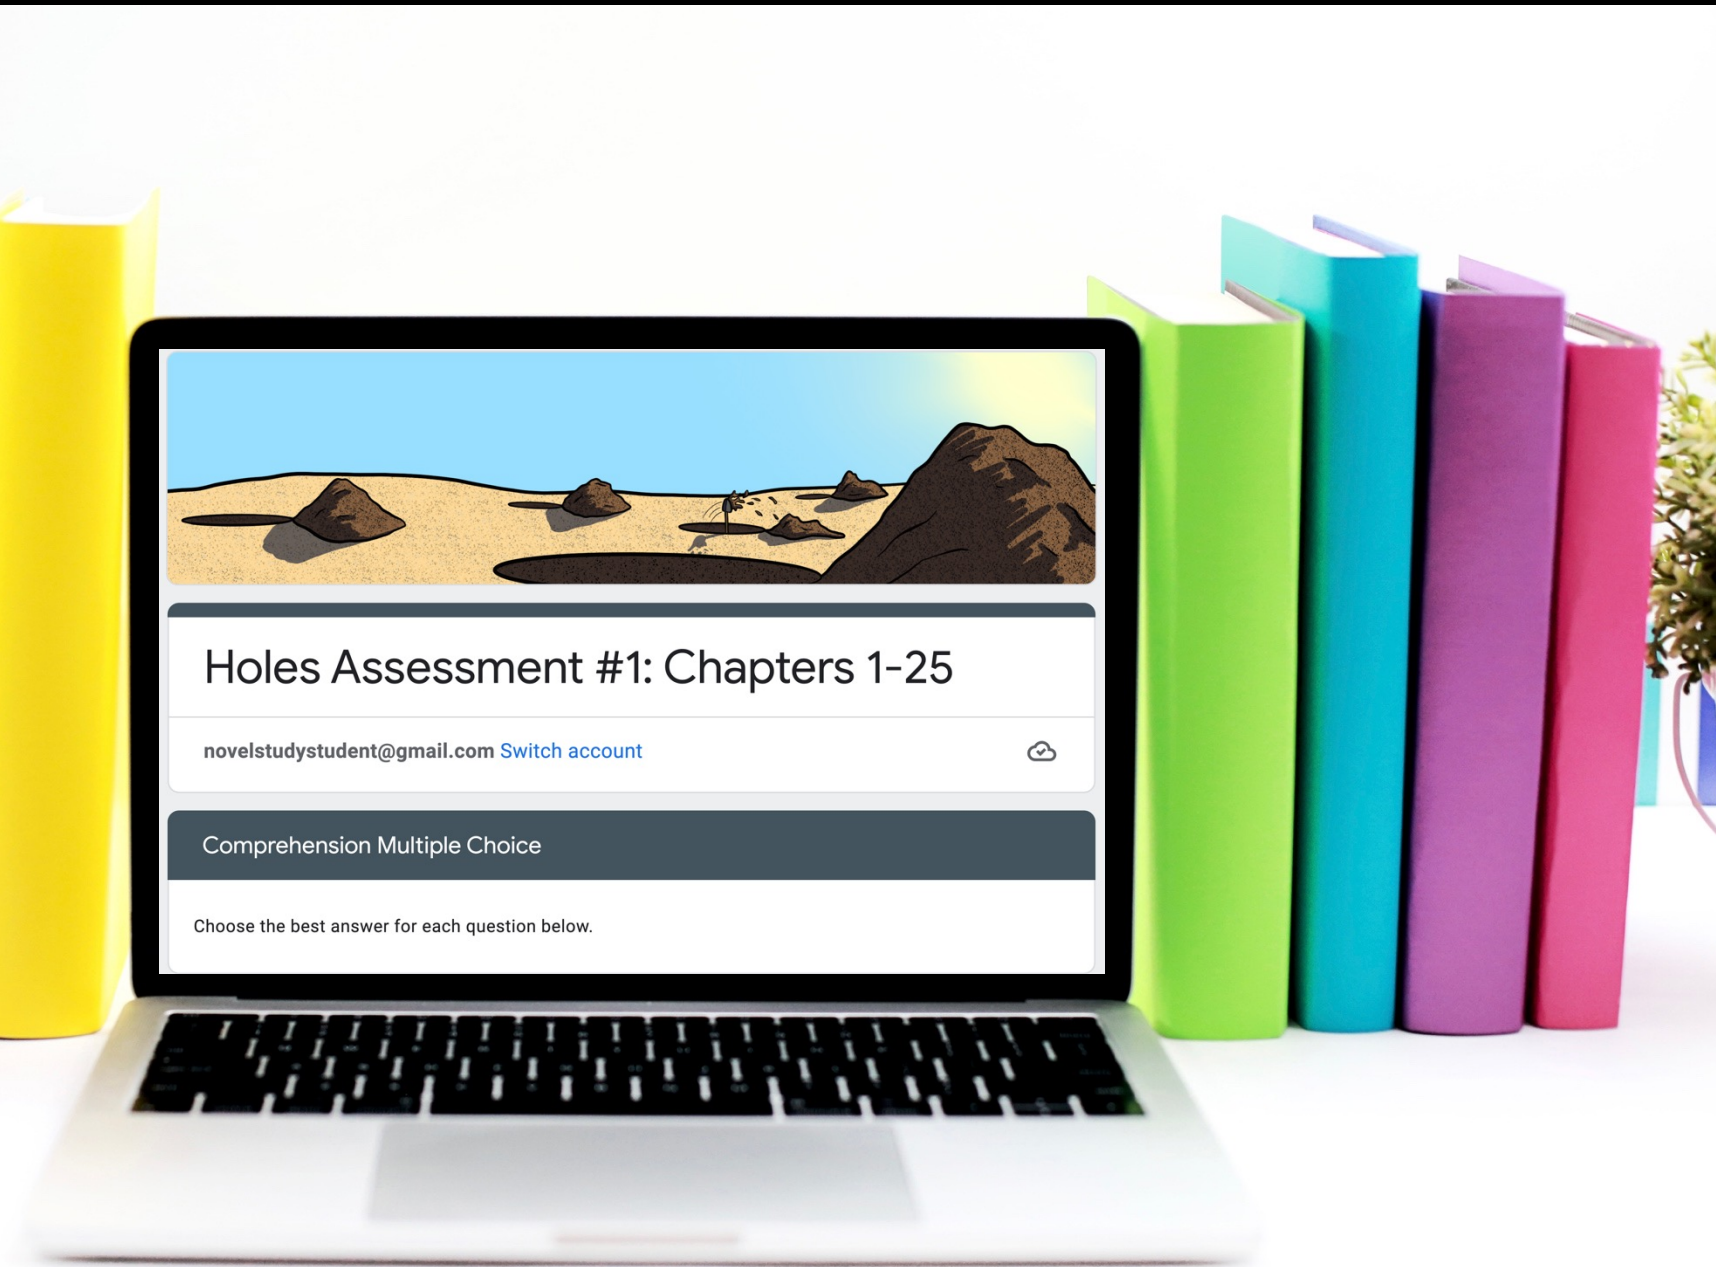 Holes Assessment #1: Chapters 1-25
novelstudystudent@gmail.com Switch account
Comprehension Multiple Choice
Choose the best answer for each question below.